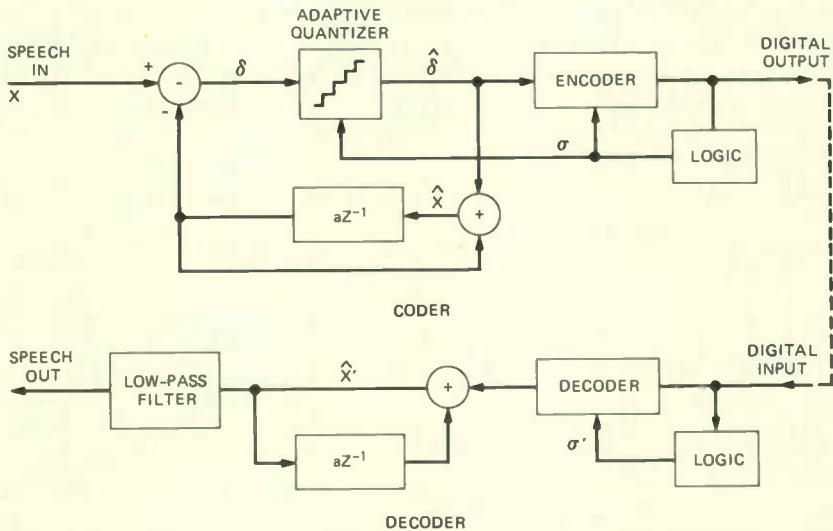 ADAPTIVE
QUANTIZER
SPEECH
IN
X
+
-
-
δ
δ̂
ENCODER
DIGITAL
OUTPUT
σ
LOGIC
aZ⁻¹
X̂
+
CODER
SPEECH
OUT
LOW-PASS
FILTER
X̂'
+
DECODER
DIGITAL
INPUT
aZ⁻¹
σ'
LOGIC
DECODER